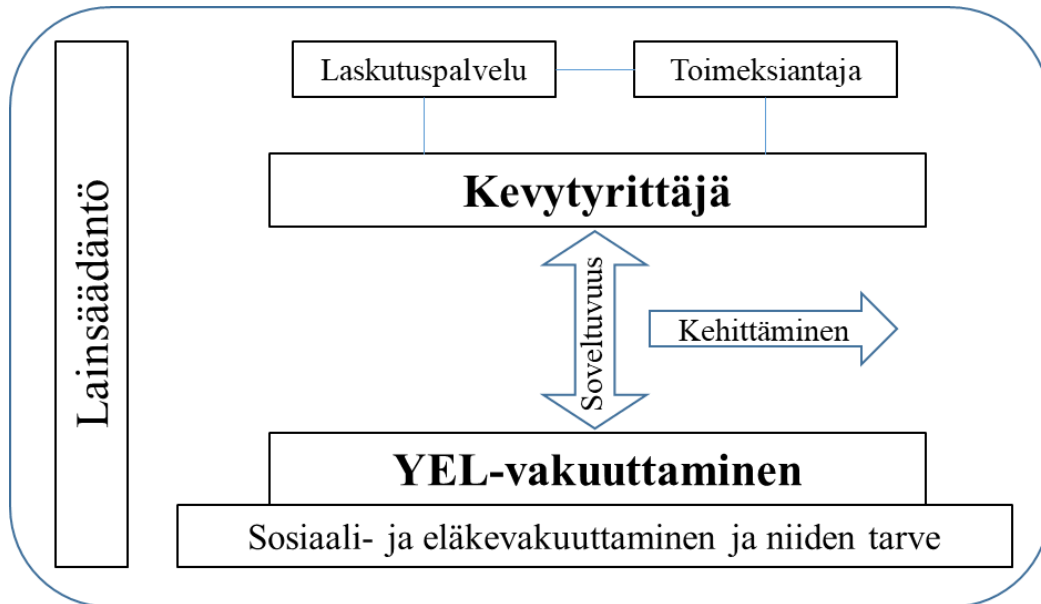 Lainsäädäntö
Laskutuspalvelu
Toimeksiantaja
Kevytyrittäjä
Soveltuvuus
Kehittäminen
YEL-vakuuttaminen
Sosiaali- ja eläkevakuuttaminen ja niiden tarve